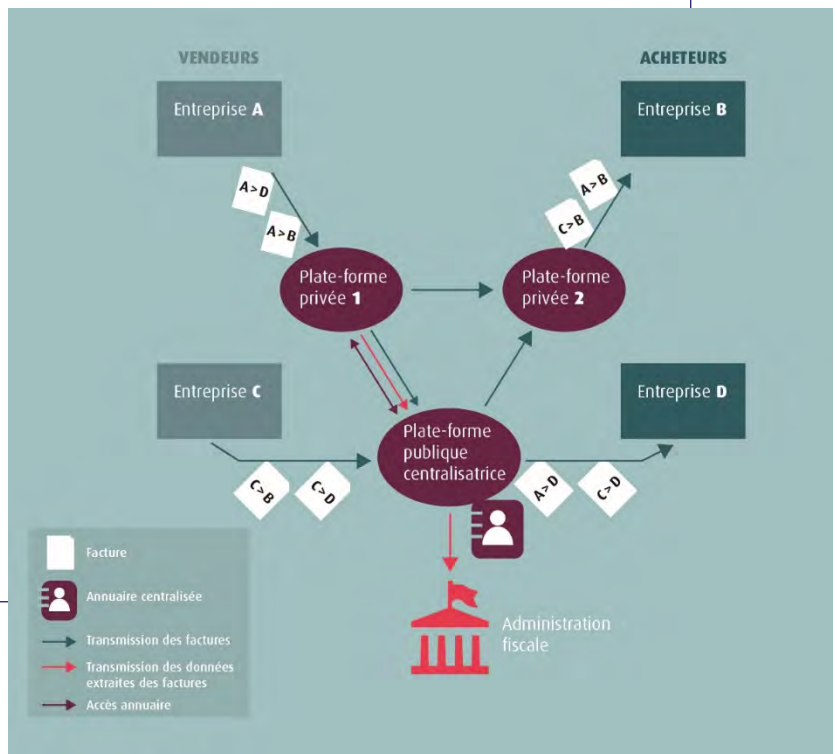 VENDEURS
ACHETEURS
Entreprise A
Entreprise B
A>D
A>B
A>B
C>B
Plate-forme
privée 1
Plate-forme
privée 2
Entreprise C
Entreprise D
Plate-forme
publique
centralisatrice
C>B
C>D
A>D
C>D
Facture
Annuaire centralisée
Transmission des factures
Transmission des données
extraites des factures
Accès annuaire
Administration
fiscale